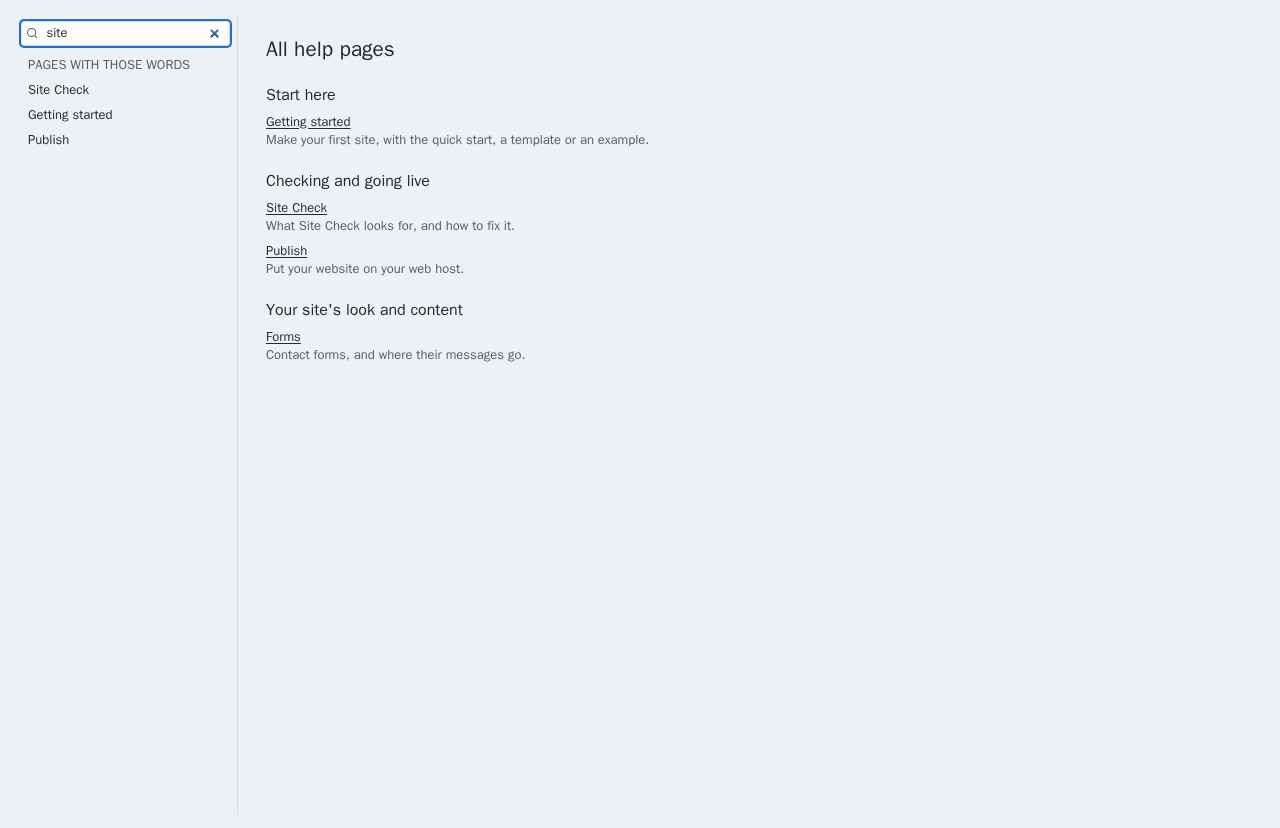 site
PAGES WITH THOSE WORDS
Site Check
Getting started
Publish
All help pages
Start here
Getting started
Make your first site, with the quick start, a template or an example.
Checking and going live
Site Check
What Site Check looks for, and how to fix it.
Publish
Put your website on your web host.
Your site's look and content
Forms
Contact forms, and where their messages go.